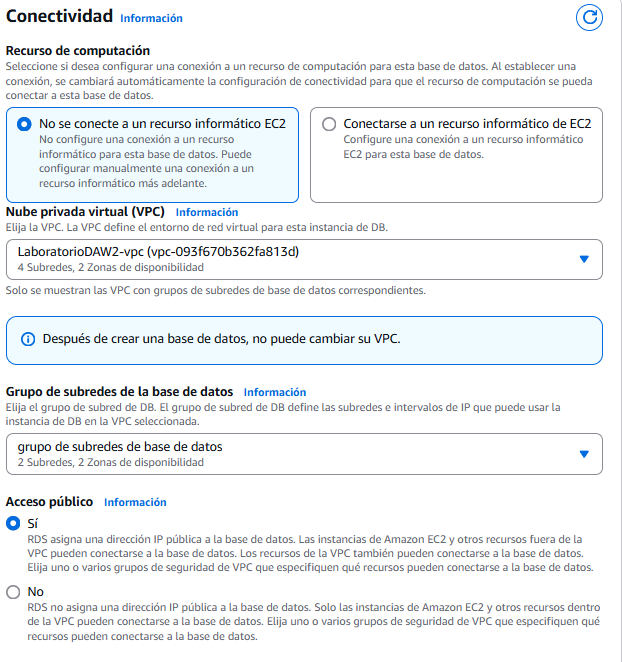 Conectividad Información
Recurso de computación
Seleccione si desea configurar una conexión a un recurso de computación para esta base de datos. Al establecer una
conexión, se cambiará automáticamente la configuración de conectividad para que el recurso de computación se pueda
conectar a esta base de datos.
No se conecte a un recurso informático EC2
No configure una conexión a un recurso
informático para esta base de datos. Puede
configurar manualmente una conexión a un
recurso informático más adelante.
Conectarse a un recurso informático de EC2
Configure una conexión a un recurso informático
EC2 para esta base de datos.
Nube privada virtual (VPC) Información
Elija la VPC. La VPC define el entorno de red virtual para esta instancia de DB.
LaboratorioDAW2-vpc (vpc-093f670b362fa813d)
4 Subredes, 2 Zonas de disponibilidad
Solo se muestran las VPC con grupos de subredes de base de datos correspondientes.
Después de crear una base de datos, no puede cambiar su VPC.
Grupo de subredes de la base de datos Información
Elija el grupo de subred de DB. El grupo de subred de DB define las subredes e intervalos de IP que puede usar la
instancia de DB en la VPC seleccionada.
grupo de subredes de base de datos
2 Subredes, 2 Zonas de disponibilidad
Acceso público Información
Sí
RDS asigna una dirección IP pública a la base de datos. Las instancias de Amazon EC2 y otros recursos fuera de la
VPC pueden conectarse a la base de datos. Los recursos de la VPC también pueden conectarse a la base de datos.
Elija uno o varios grupos de seguridad de VPC que especifiquen qué recursos pueden conectarse a la base de datos.
No
RDS no asigna una dirección IP pública a la base de datos. Solo las instancias de Amazon EC2 y otros recursos dentro
de la VPC pueden conectarse a la base de datos. Elija uno o varios grupos de seguridad de VPC que especifiquen qué
recursos pueden conectarse a la base de datos.